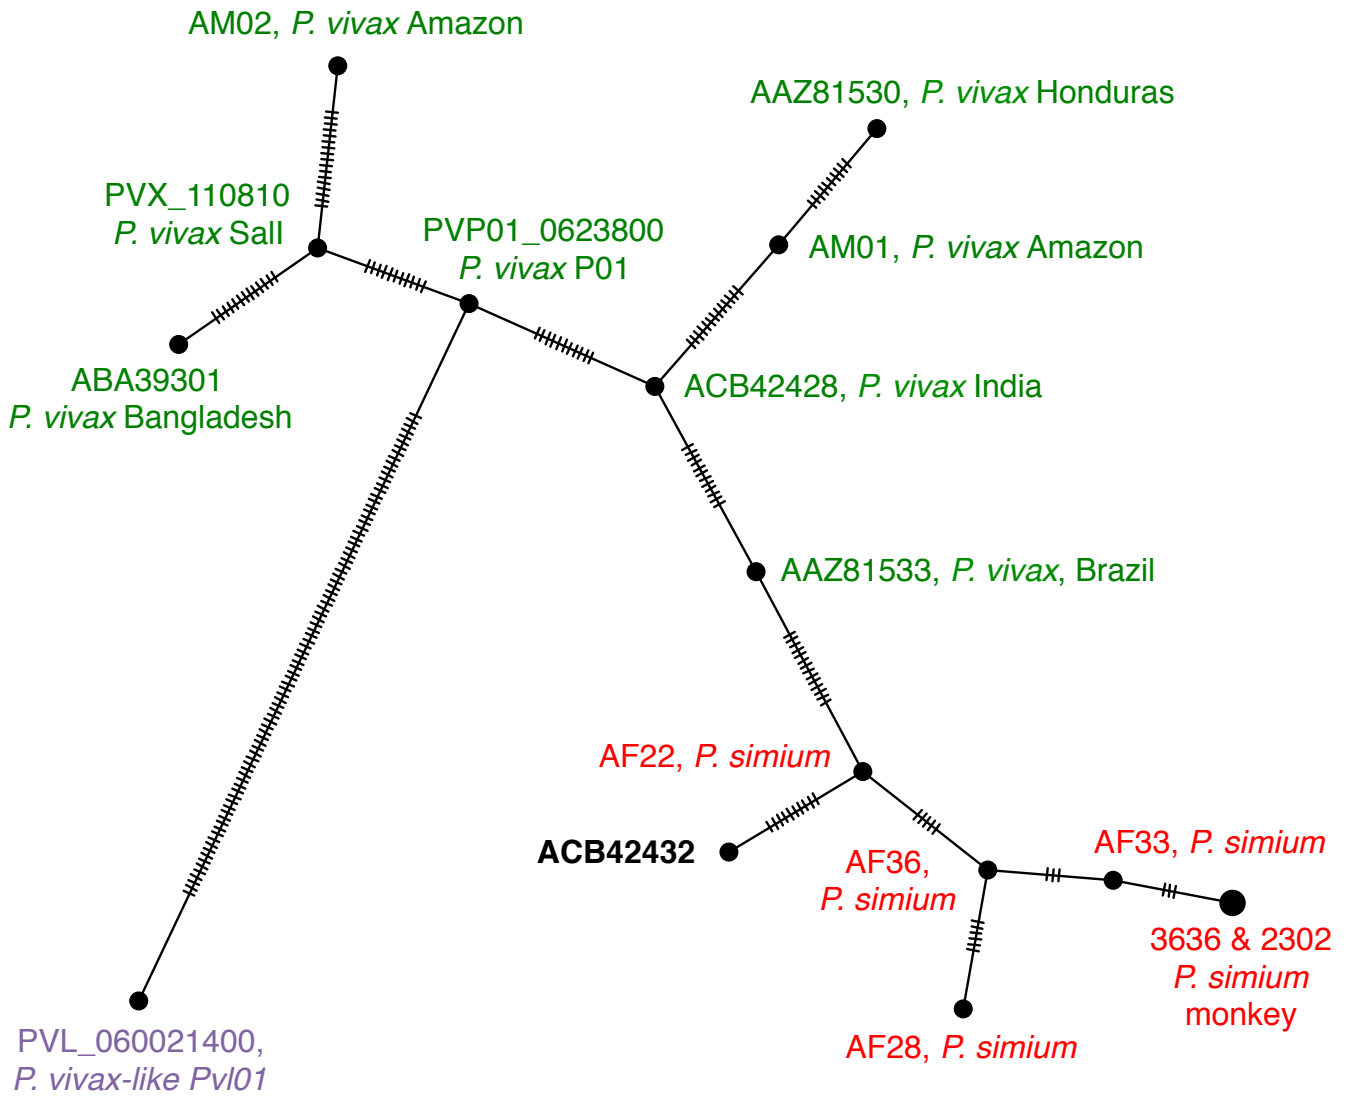 AM02, P. vivax Amazon
AAZ81530, P. vivax Honduras
PVX_110810
P. vivax SalI
PVP01_0623800
P. vivax P01
AM01, P. vivax Amazon
ABA39301
P. vivax Bangladesh
ACB42428, P. vivax India
AAZ81533, P. vivax, Brazil
AF22, P. simium
ACB42432
AF36,
P. simium
AF33, P. simium
3636 & 2302
P. simium
monkey
AF28, P. simium
PVL_060021400,
P. vivax-like Pvl01